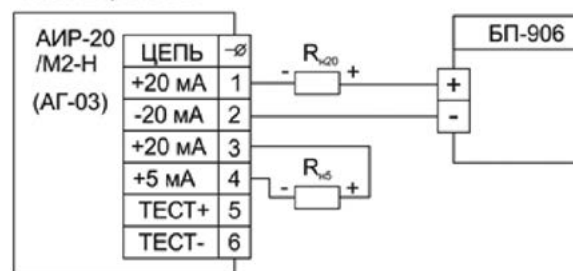 АИР-20
/М2-Н
(АГ-03)
ЦЕПЬ -⌀
+20 мА 1
-20 мА 2
+20 мА 3
+5 мА 4
ТЕСТ+ 5
ТЕСТ- 6
- Rн20 +
- Rн5 +
БП-906
+
-